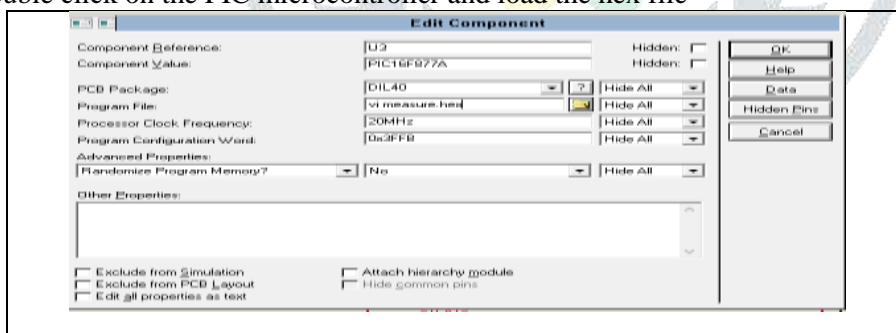 double click on the PIC microcontroller and load the hex file
Edit Component
Component Reference: U2 Hidden:
Component Value: PIC16F877A Hidden:
PCB Package: DIL40 ? Hide All
Program File: vi measure.hex Hide All
Processor Clock Frequency: 20MHz Hide All
Program Configuration Word: 0x3FFB Hide All
Advanced Properties:
Randomize Program Memory? No Hide All
Other Properties:
Exclude from Simulation Attach hierarchy module
Exclude from PCB Layout Hide common pins
Edit all properties as text
OK
Help
Data
Hidden Pins
Cancel